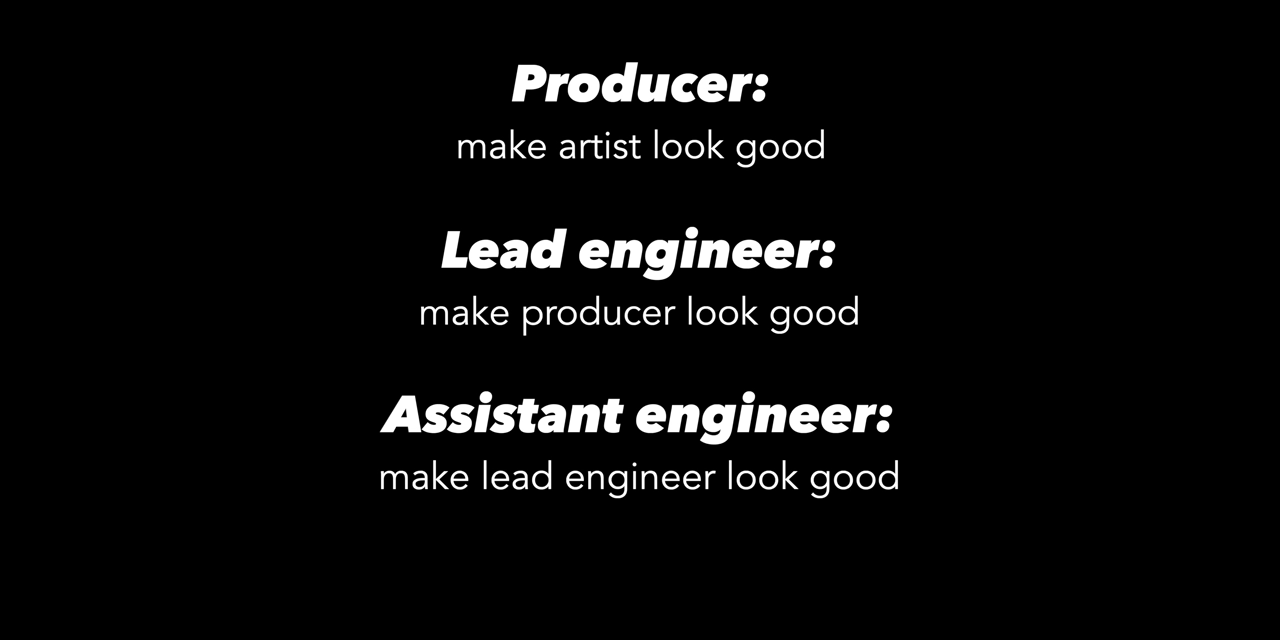 Producer:
make artist look good
Lead engineer:
make producer look good
Assistant engineer:
make lead engineer look good